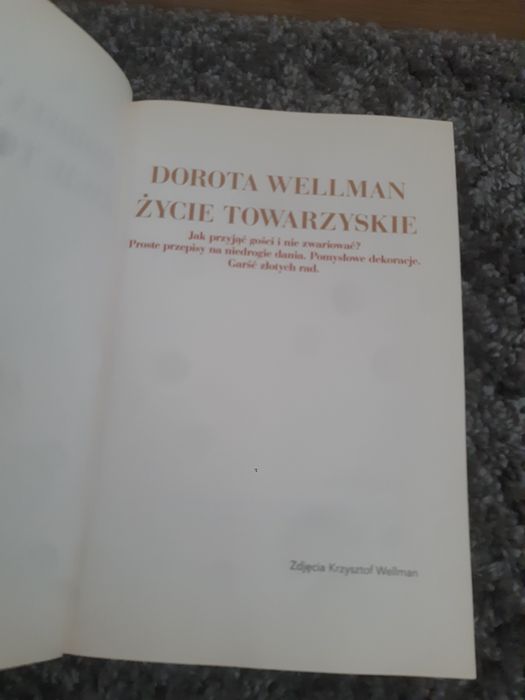 DOROTA WELLMAN
ŻYCIE TOWARZYSKIE
Jak przyjąć gości i nie zwariować?
Proste przepisy na niedrogie dania. Pomysłowe dekoracje.
Garść złotych rad.
Zdjęcia Krzysztof Wellman